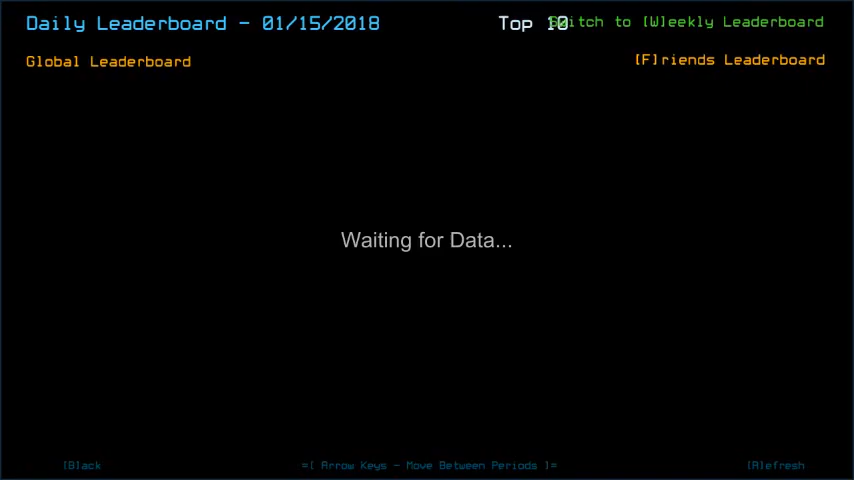 Daily Leaderboard - 01/15/2018 Top 10 Switch to [W]eekly Leaderboard
Global Leaderboard [F]riends Leaderboard
Waiting for Data...
[B]ack =[ Arrow Keys - Move Between Periods ]= [R]efresh